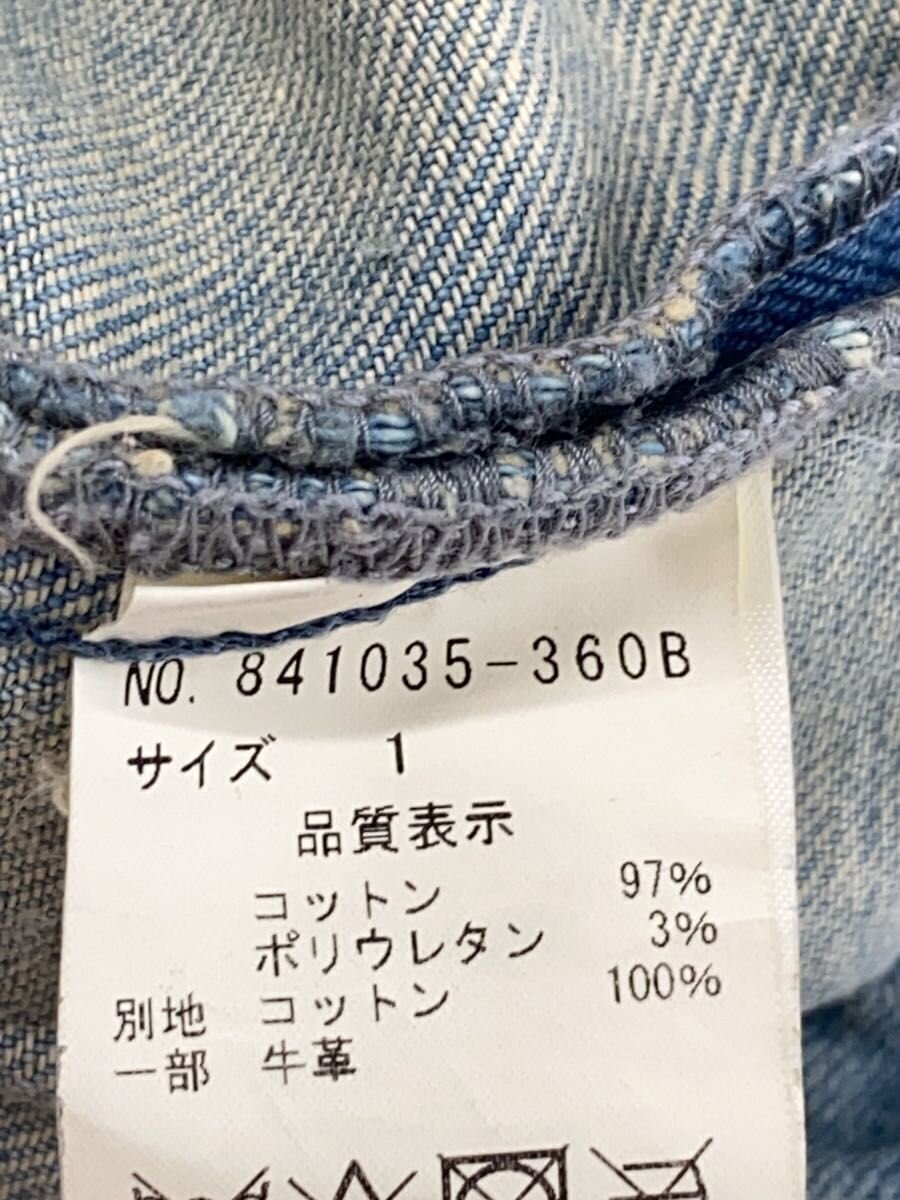 NO. 841035-360B
サイズ 1
品質表示
コットン 97%
ポリウレタン 3%
別地 コットン 100%
一部 牛革